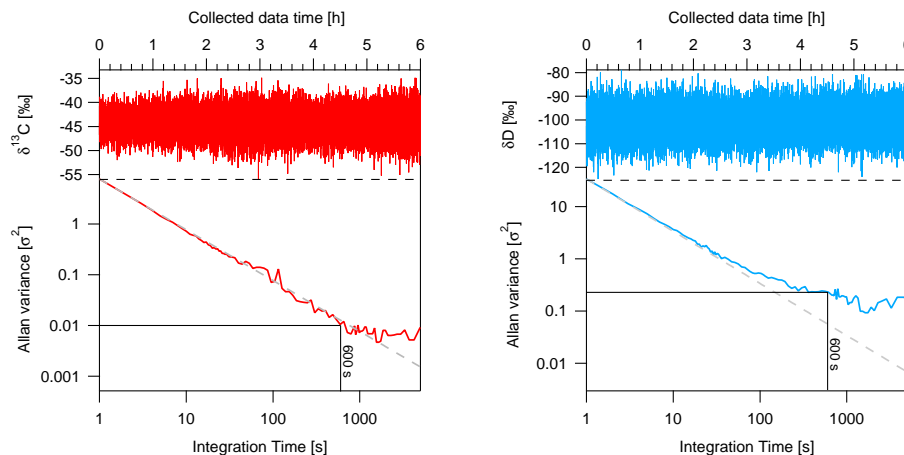 Collected data time [h]
0 1 2 3 4 5 6
δ¹³C [‰]
-35
-40
-45
-50
-55
Allan variance [σ²]
1
0.1
0.01
0.001
600 s
1 10 100 1000
Integration Time [s]
Collected data time [h]
0 1 2 3 4 5 6
δD [‰]
-80
-90
-100
-110
-120
Allan variance [σ²]
10
1
0.1
0.01
600 s
1 10 100 1000
Integration Time [s]